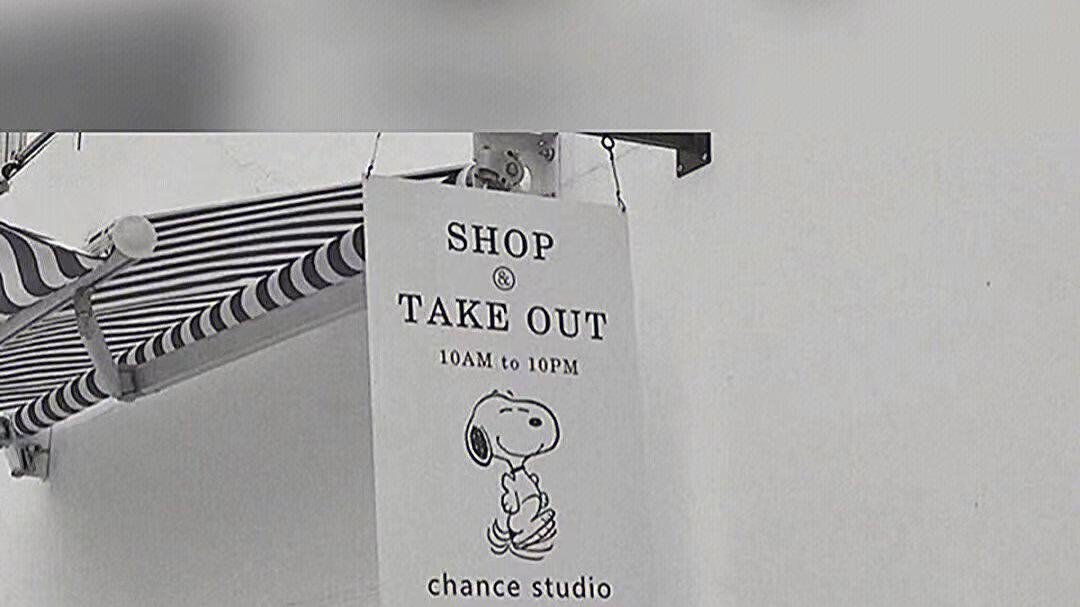 SHOP
&
TAKE OUT
10AM to 10PM
chance studio